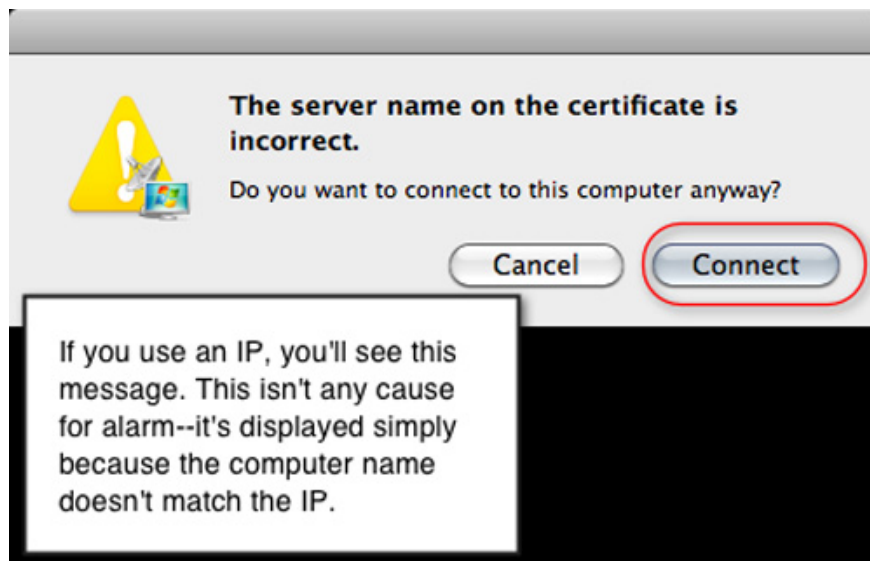 The server name on the certificate is
incorrect.
Do you want to connect to this computer anyway?
Cancel
Connect
If you use an IP, you'll see this
message. This isn't any cause
for alarm--it's displayed simply
because the computer name
doesn't match the IP.